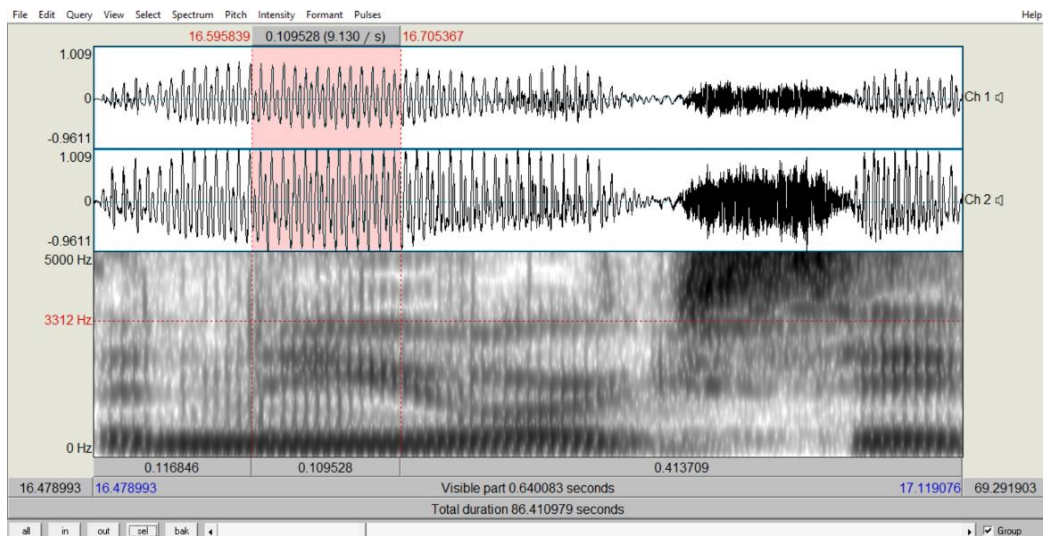 File Edit Query View Select Spectrum Pitch Intensity Formant Pulses Help
16.595839 0.109528 (9.130 / s) 16.705367
1.009
0
-0.9611
Ch 1
1.009
0
-0.9611
Ch 2
5000 Hz
3312 Hz
0 Hz
0.116846 0.109528 0.413709
16.478993 16.478993 Visible part 0.640083 seconds 17.119076 69.291903
Total duration 86.410979 seconds
all in out sel bak Group